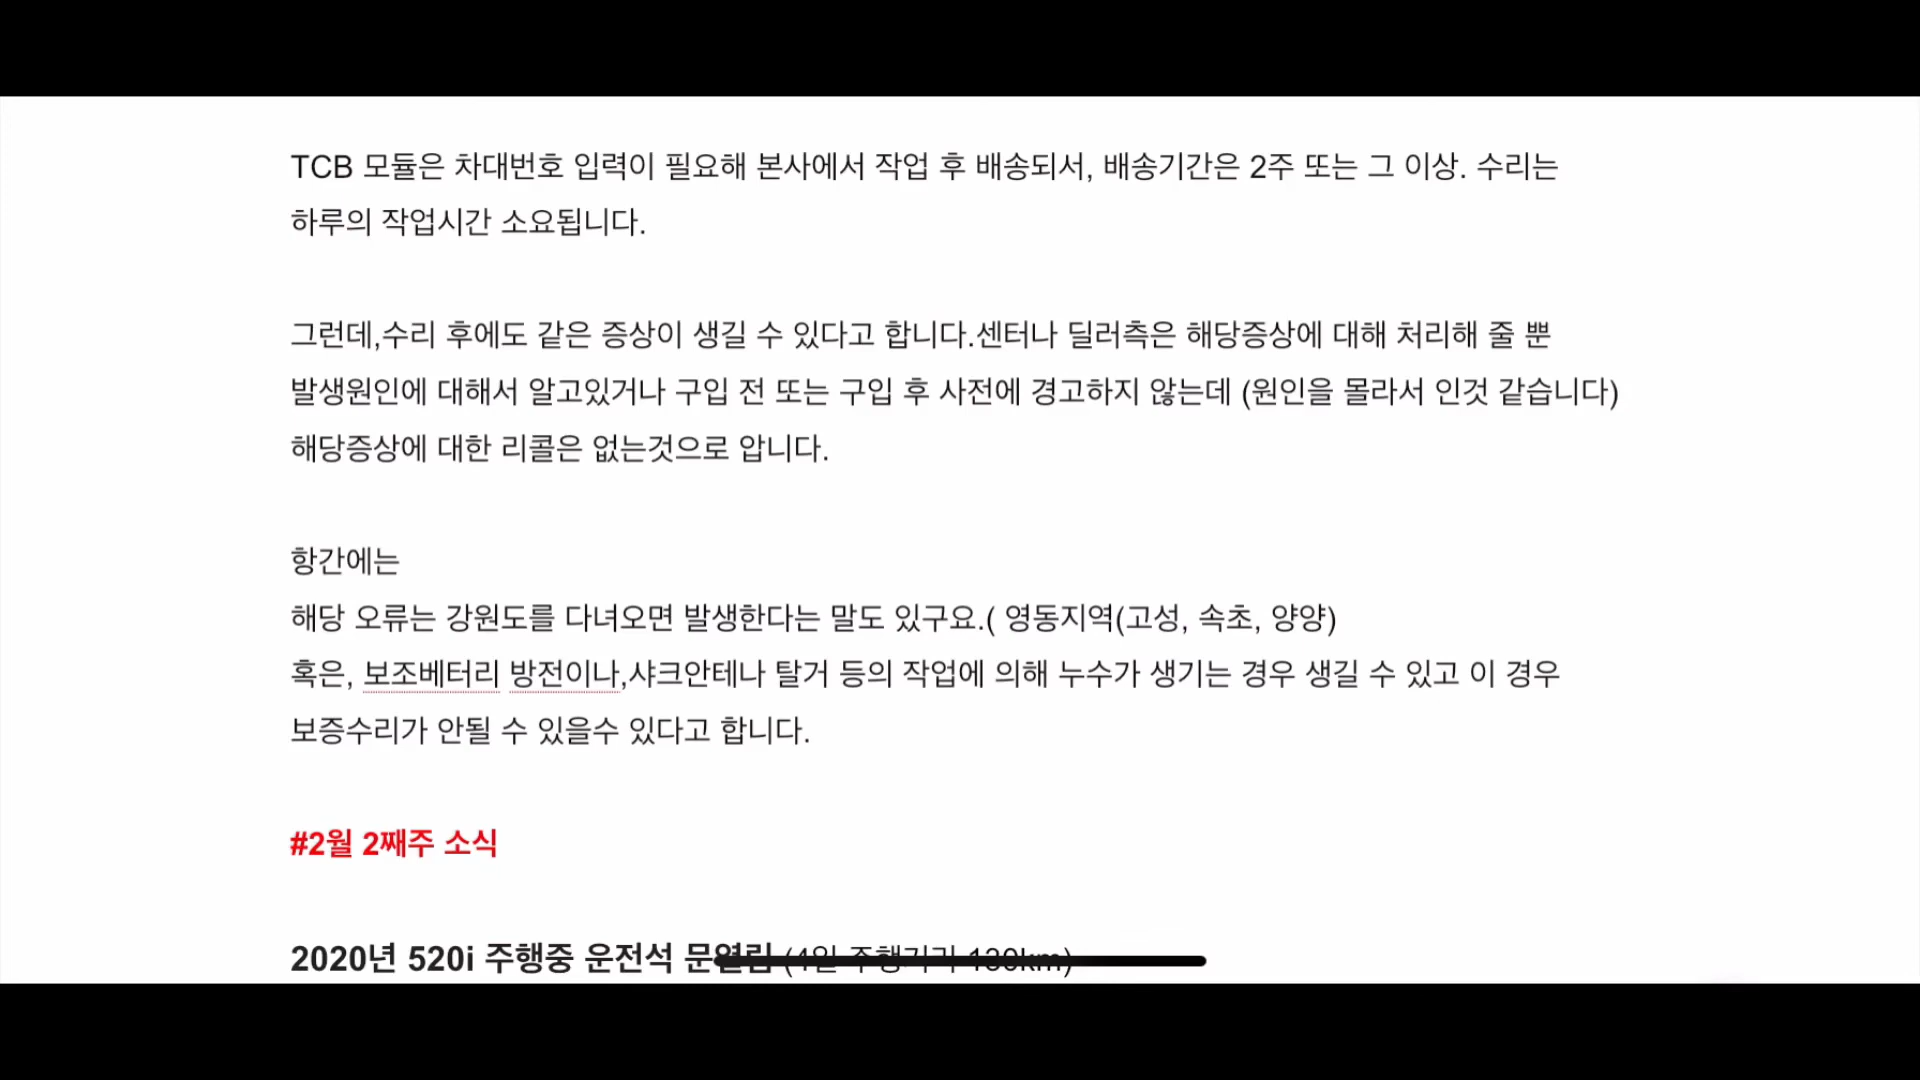 TCB 모듈은 차대번호 입력이 필요해 본사에서 작업 후 배송되서, 배송기간은 2주 또는 그 이상. 수리는
하루의 작업시간 소요됩니다.
그런데,수리 후에도 같은 증상이 생길 수 있다고 합니다.센터나 딜러측은 해당증상에 대해 처리해 줄 뿐
발생원인에 대해서 알고있거나 구입 전 또는 구입 후 사전에 경고하지 않는데 (원인을 몰라서 인것 같습니다)
해당증상에 대한 리콜은 없는것으로 압니다.
항간에는
해당 오류는 강원도를 다녀오면 발생한다는 말도 있구요.( 영동지역(고성, 속초, 양양)
혹은, 보조베터리 방전이나,샤크안테나 탈거 등의 작업에 의해 누수가 생기는 경우 생길 수 있고 이 경우
보증수리가 안될 수 있을수 있다고 합니다.
#2월 2째주 소식
2020년 520i 주행중 운전석 문열림 (4일 주행거리 130km)